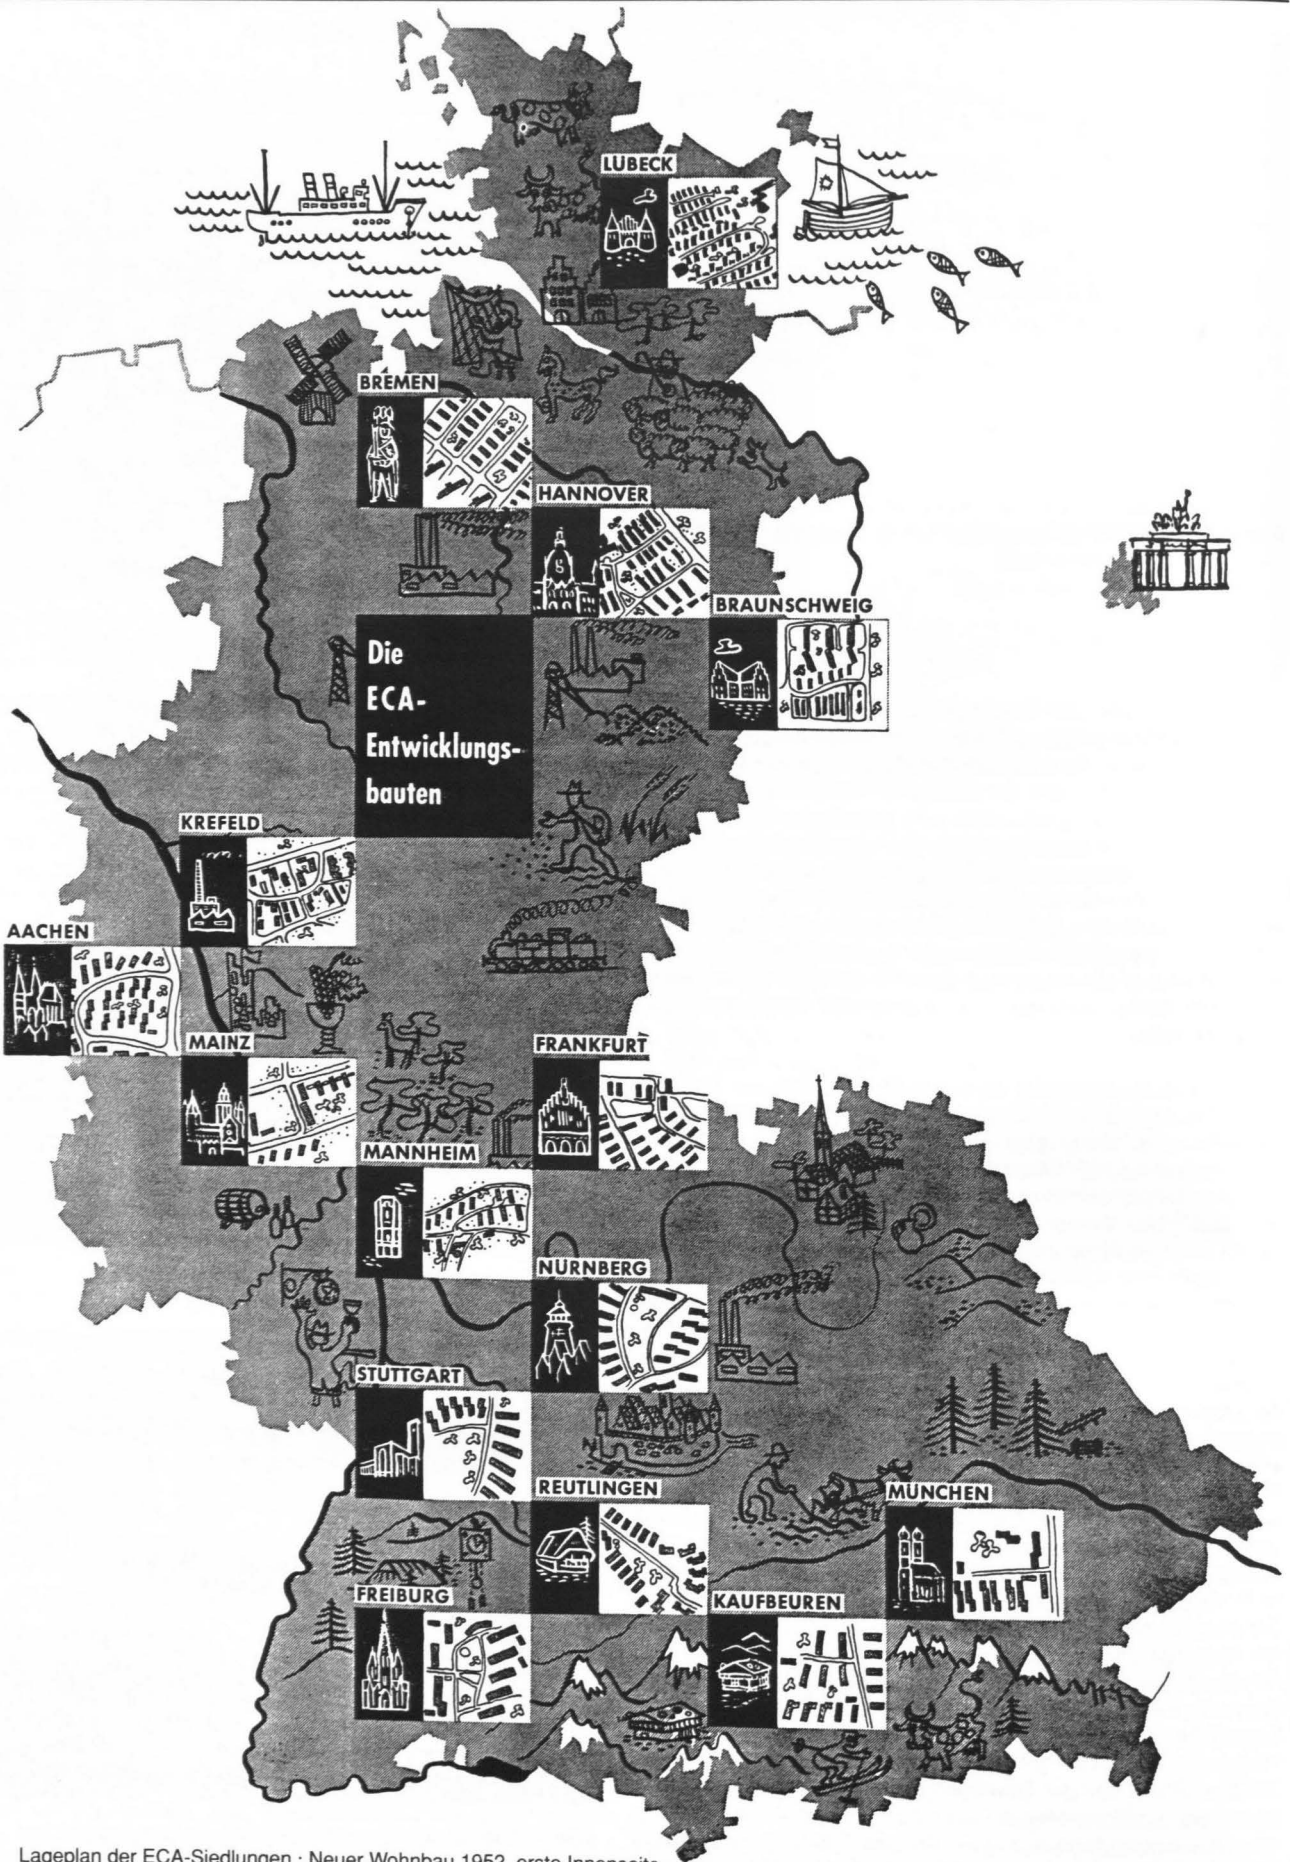 LÜBECK
BREMEN
HANNOVER
BRAUNSCHWEIG
Die
ECA-
Entwicklungs-
bauten
KREFELD
AACHEN
MAINZ
FRANKFURT
MANNHEIM
NÜRNBERG
STUTTGART
REUTLINGEN
MÜNCHEN
FREIBURG
KAUFBEUREN
Lageplan der ECA-Siedlungen · Neuer Wohnbau 1952, erste Innenseite